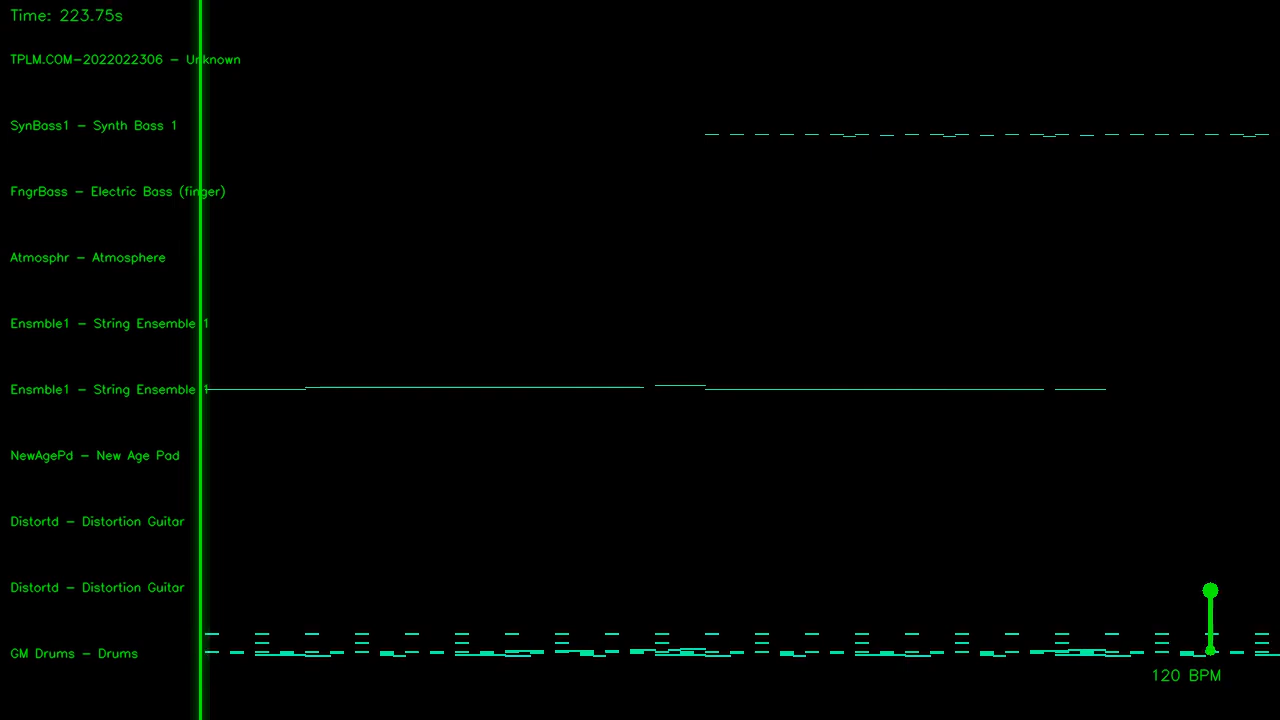 Time: 223.75s
TPLM.COM-2022022306 - Unknown
SynBass1 - Synth Bass 1
FngrBass - Electric Bass (finger)
Atmosphr - Atmosphere
Ensmble1 - String Ensemble 1
Ensmble1 - String Ensemble 1
NewAgePd - New Age Pad
Distortd - Distortion Guitar
Distortd - Distortion Guitar
GM Drums - Drums
120 BPM